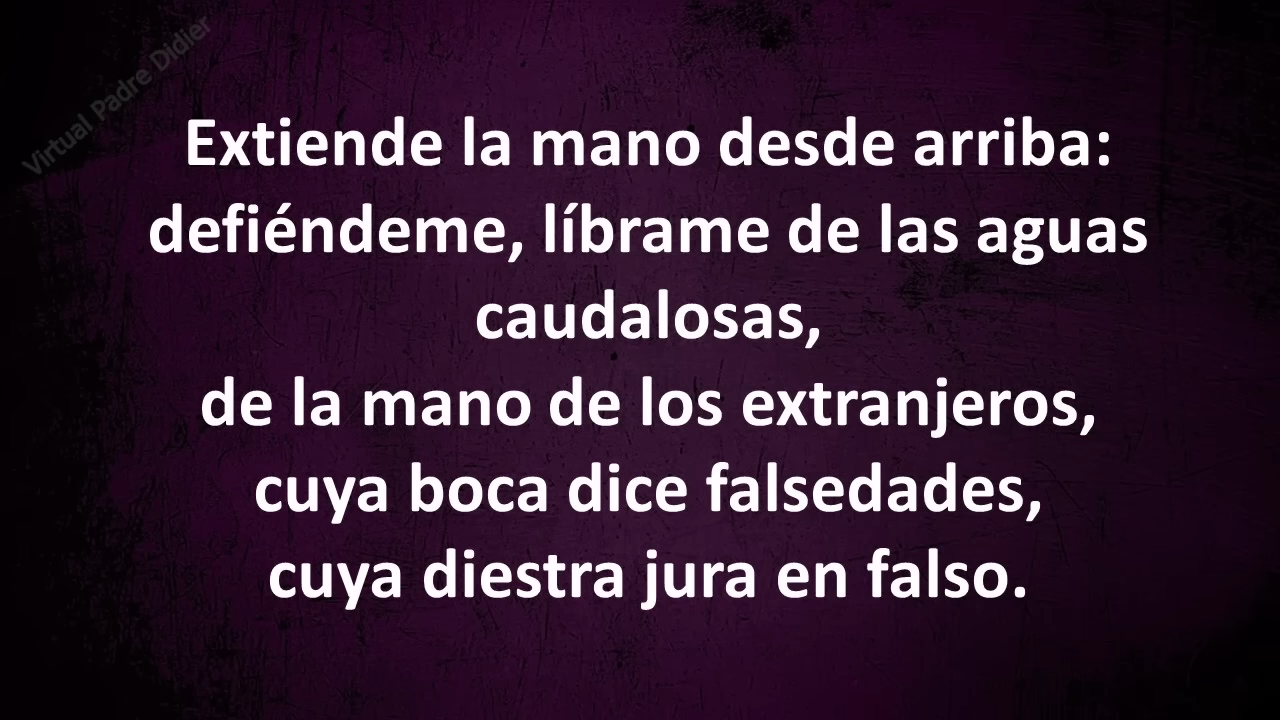 Virtual Padre Didier
Extiende la mano desde arriba:
defiéndeme, líbrame de las aguas
caudalosas,
de la mano de los extranjeros,
cuya boca dice falsedades,
cuya diestra jura en falso.